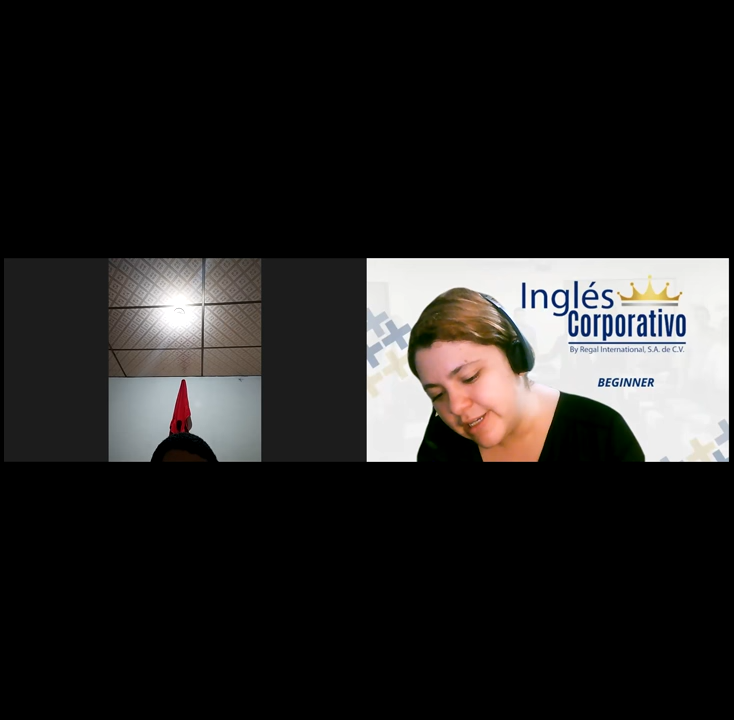 Inglés
Corporativo
By Regal International, S.A. de C.V.
BEGINNER